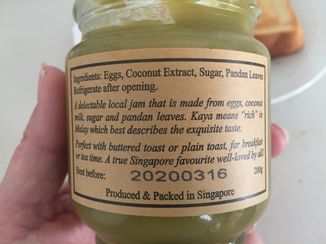 Ingredients: Eggs, Coconut Extract, Sugar, Pandan Leaves
Refrigerate after opening.
A delectable local jam that is made from eggs, coconut
milk, sugar and pandan leaves. Kaya means "rich" in
Malay which best describes the exquisite taste.
Perfect with buttered toast or plain toast, for breakfast
or tea time. A true Singapore favourite well-loved by all!
Best before: 20200316 200g
Produced & Packed in Singapore